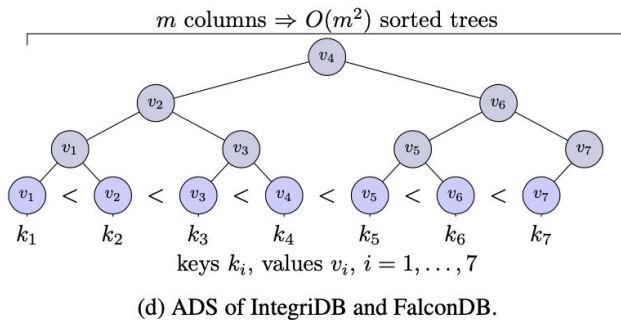 m columns ⇒ O(m²) sorted trees
v₄
v₂ v₆
v₁ v₃ v₅ v₇
v₁ < v₂ < v₃ < v₄ < v₅ < v₆ < v₇
k₁ k₂ k₃ k₄ k₅ k₆ k₇
keys kᵢ, values vᵢ, i = 1, . . . , 7
(d) ADS of IntegriDB and FalconDB.